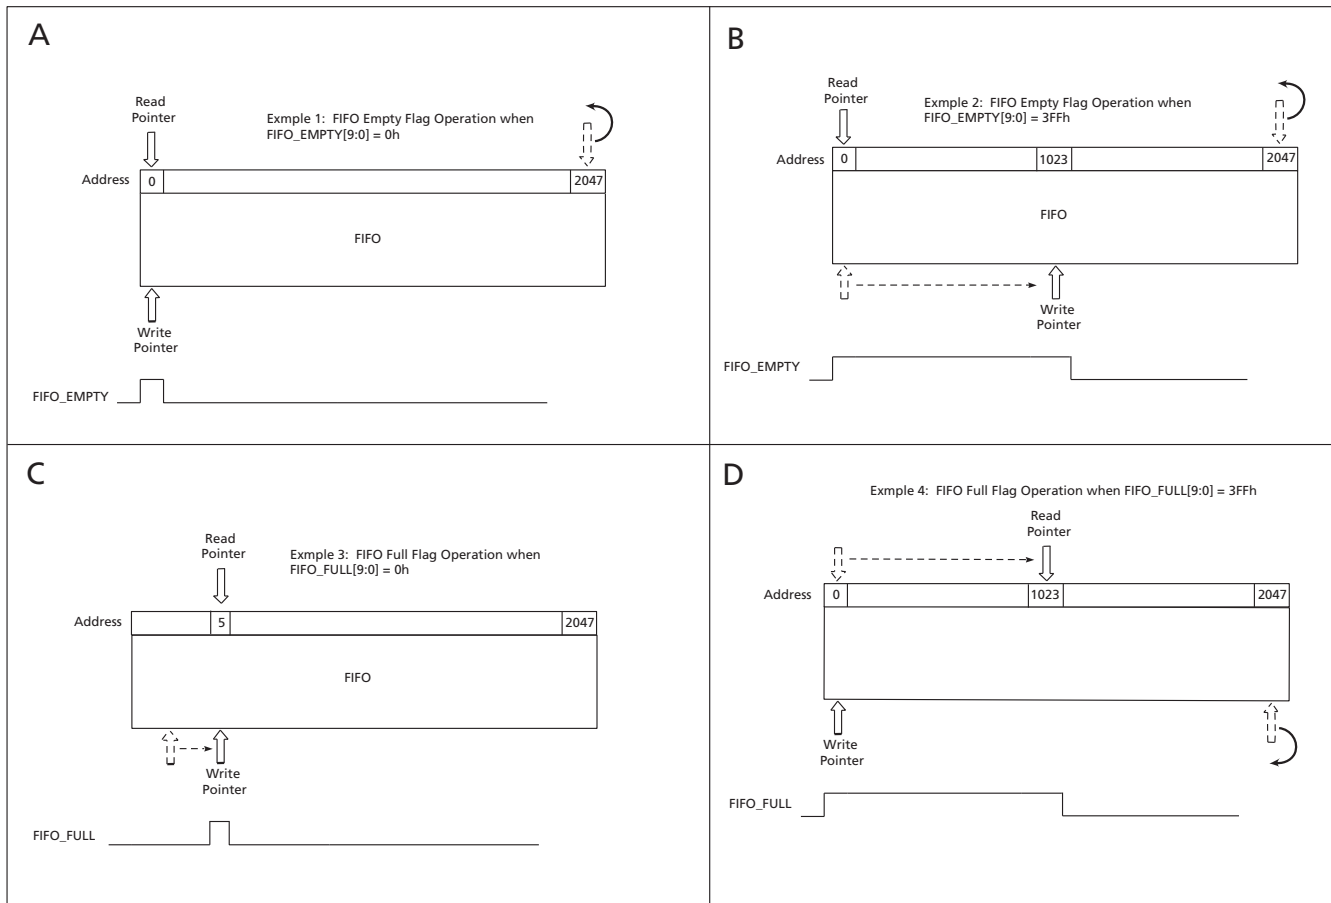 A
Read
Pointer
Exmple 1: FIFO Empty Flag Operation when
FIFO_EMPTY[9:0] = 0h
Address
0
2047
FIFO
Write
Pointer
FIFO_EMPTY
B
Read
Pointer
Exmple 2: FIFO Empty Flag Operation when
FIFO_EMPTY[9:0] = 3FFh
Address
0
1023
2047
FIFO
Write
Pointer
FIFO_EMPTY
C
Read
Pointer
Exmple 3: FIFO Full Flag Operation when
FIFO_FULL[9:0] = 0h
Address
5
2047
FIFO
Write
Pointer
FIFO_FULL
D
Exmple 4: FIFO Full Flag Operation when FIFO_FULL[9:0] = 3FFh
Read
Pointer
Address
0
1023
2047
Write
Pointer
FIFO_FULL